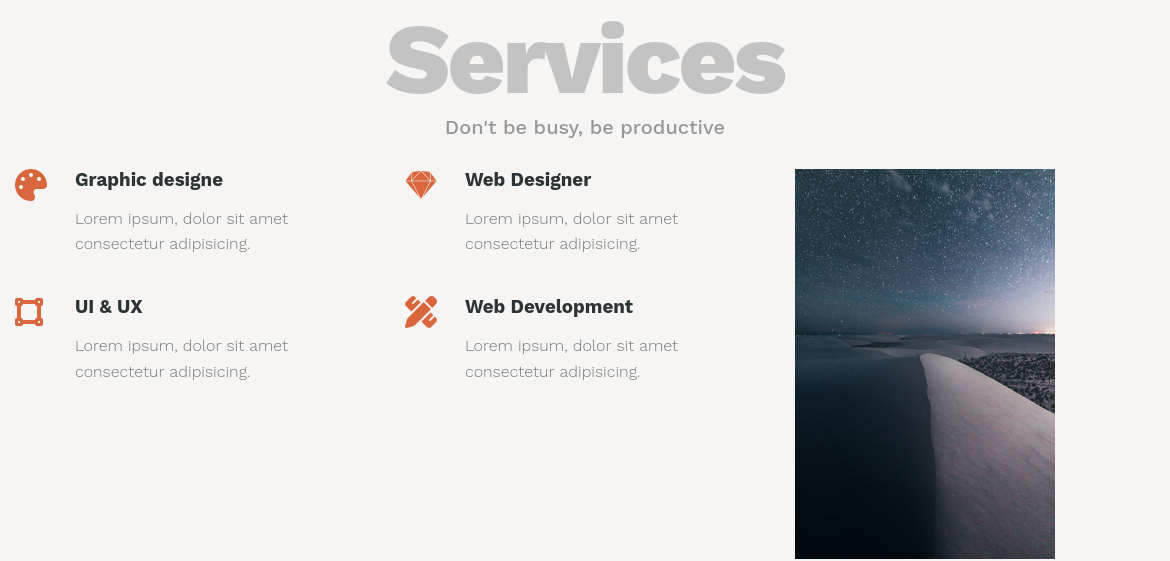 Services
Don't be busy, be productive
Graphic designe
Lorem ipsum, dolor sit amet
consectetur adipisicing.
Web Designer
Lorem ipsum, dolor sit amet
consectetur adipisicing.
UI & UX
Lorem ipsum, dolor sit amet
consectetur adipisicing.
Web Development
Lorem ipsum, dolor sit amet
consectetur adipisicing.